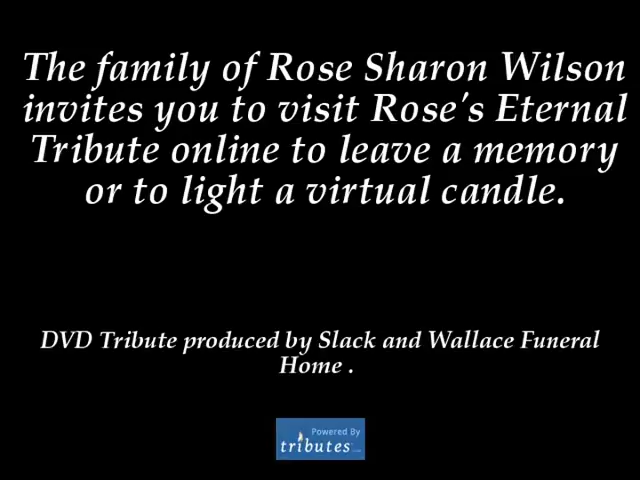 The family of Rose Sharon Wilson
invites you to visit Rose's Eternal
Tribute online to leave a memory
or to light a virtual candle.
DVD Tribute produced by Slack and Wallace Funeral
Home .
Powered By
tributes